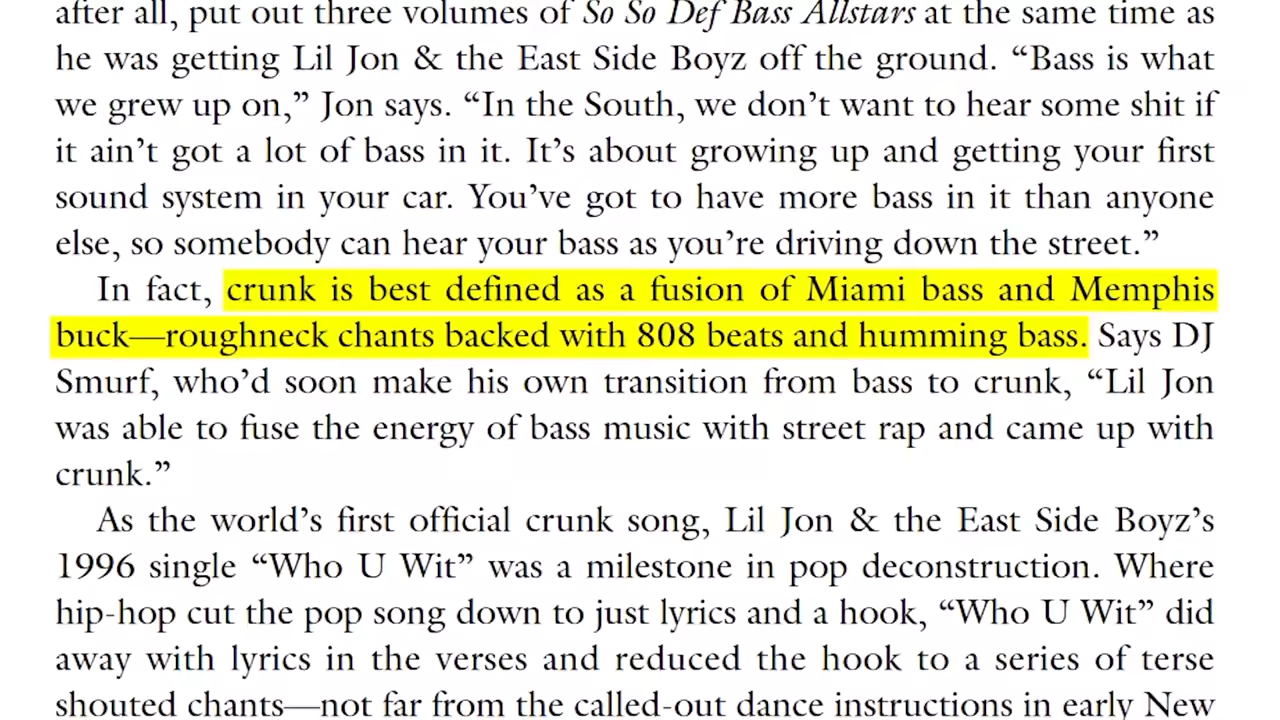 after all, put out three volumes of So So Def Bass Allstars at the same time as
he was getting Lil Jon & the East Side Boyz off the ground. “Bass is what
we grew up on,” Jon says. “In the South, we don’t want to hear some shit if
it ain’t got a lot of bass in it. It’s about growing up and getting your first
sound system in your car. You’ve got to have more bass in it than anyone
else, so somebody can hear your bass as you’re driving down the street.”
In fact, crunk is best defined as a fusion of Miami bass and Memphis
buck—roughneck chants backed with 808 beats and humming bass. Says DJ
Smurf, who’d soon make his own transition from bass to crunk, “Lil Jon
was able to fuse the energy of bass music with street rap and came up with
crunk.”
As the world’s first official crunk song, Lil Jon & the East Side Boyz’s
1996 single “Who U Wit” was a milestone in pop deconstruction. Where
hip-hop cut the pop song down to just lyrics and a hook, “Who U Wit” did
away with lyrics in the verses and reduced the hook to a series of terse
shouted chants—not far from the called-out dance instructions in early New